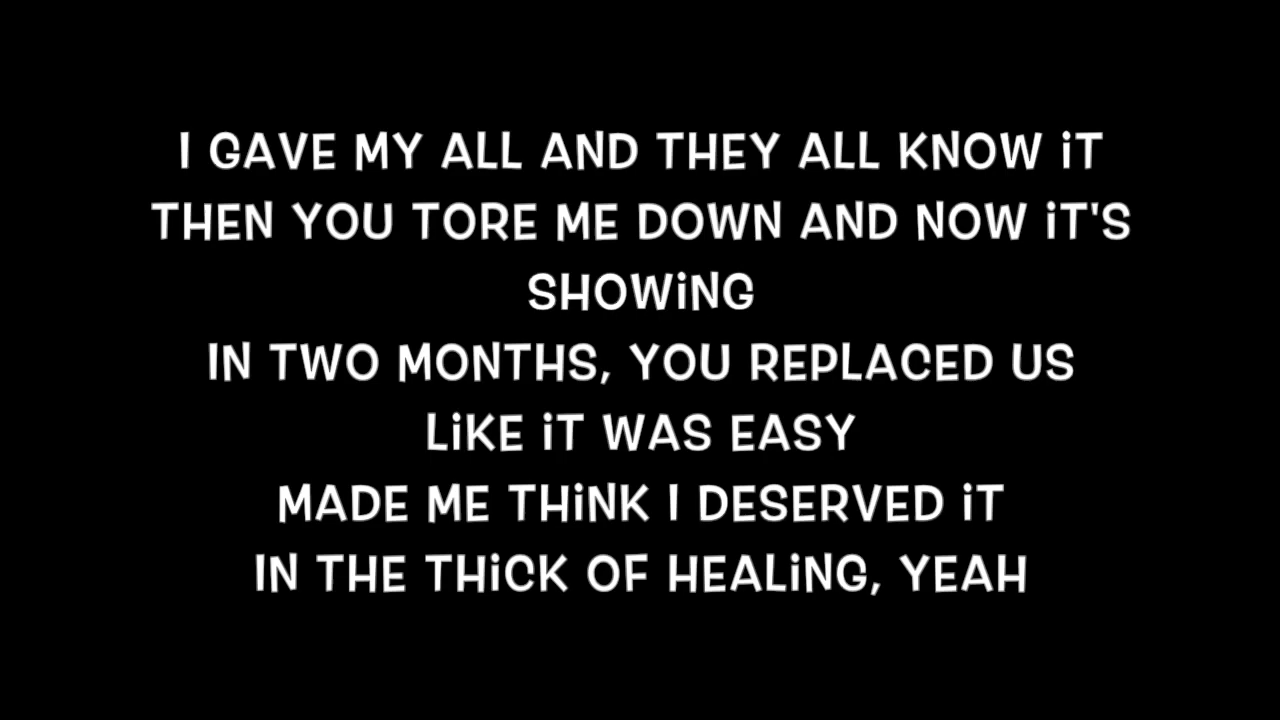 I GAVE MY ALL AND THEY ALL KNOW iT
THEN YOU TORE ME DOWN AND NOW iT'S
SHOWiNG
IN TWO MONTHS, YOU REPLACED US
LiKE iT WAS EASY
MADE ME THiNK I DESERVED iT
IN THE THiCK OF HEALiNG, YEAH